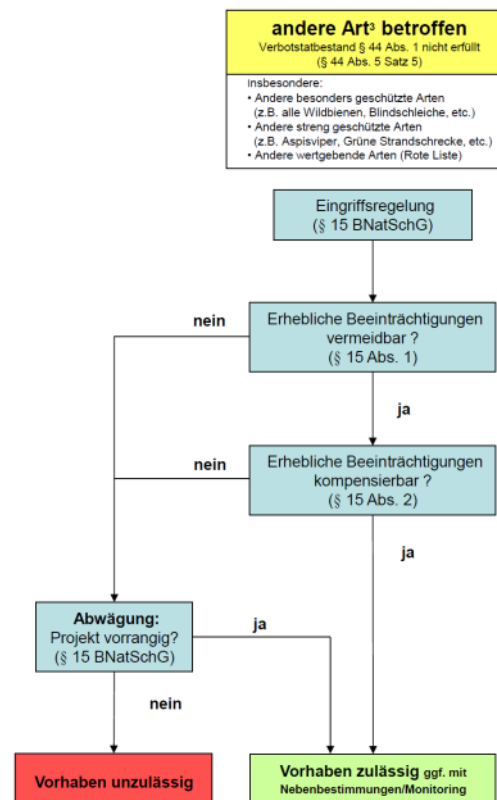 andere Art³ betroffen
Verbotstatbestand § 44 Abs. 1 nicht erfüllt
(§ 44 Abs. 5 Satz 5)
Insbesondere:
• Andere besonders geschützte Arten
(z.B. alle Wildbienen, Blindschleiche, etc.)
• Andere streng geschützte Arten
(z.B. Aspisviper, Grüne Strandschrecke, etc.)
• Andere wertgebende Arten (Rote Liste)
Eingriffsregelung
(§ 15 BNatSchG)
nein
Erhebliche Beeinträchtigungen
vermeidbar ?
(§ 15 Abs. 1)
ja
nein
Erhebliche Beeinträchtigungen
kompensierbar ?
(§ 15 Abs. 2)
ja
Abwägung:
Projekt vorrangig?
(§ 15 BNatSchG)
ja
nein
Vorhaben unzulässig
Vorhaben zulässig ggf. mit
Nebenbestimmungen/Monitoring